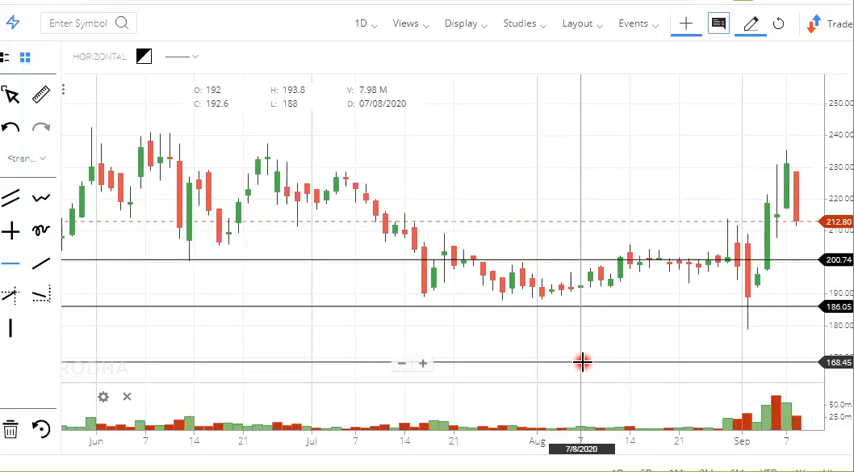 Enter Symbol 1D Views Display Studies Layout Events Trade
HORIZONTAL
O: 192 H: 193.8 V: 7.98 M
C: 192.6 L: 188 D: 07/08/2020
<tran...
250.00
240.00
230.00
220.00
212.80
210.00
200.74
190.00
186.05
180.00
168.45
RODHA
50.0m
25.0m
Jun 7 14 21 Jul 7 14 21 Aug 7 14 21 Sep 7
7/8/2020